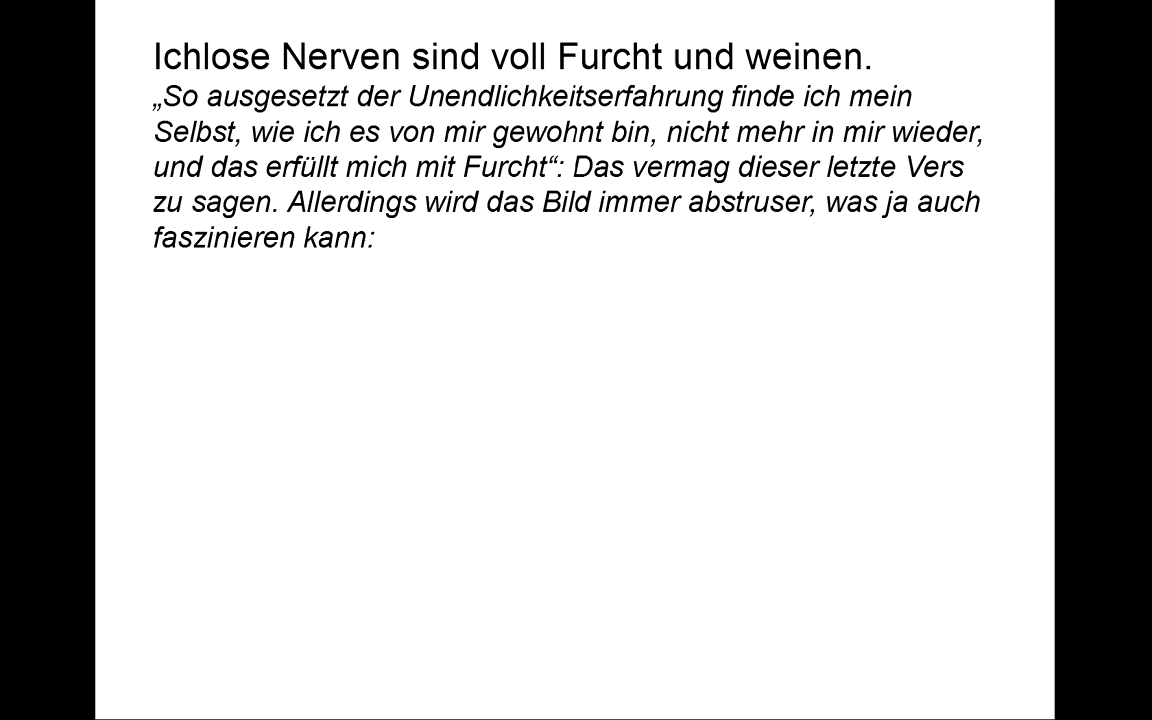 Ichlose Nerven sind voll Furcht und weinen.
„So ausgesetzt der Unendlichkeitserfahrung finde ich mein
Selbst, wie ich es von mir gewohnt bin, nicht mehr in mir wieder,
und das erfüllt mich mit Furcht“: Das vermag dieser letzte Vers
zu sagen. Allerdings wird das Bild immer abstruser, was ja auch
faszinieren kann: